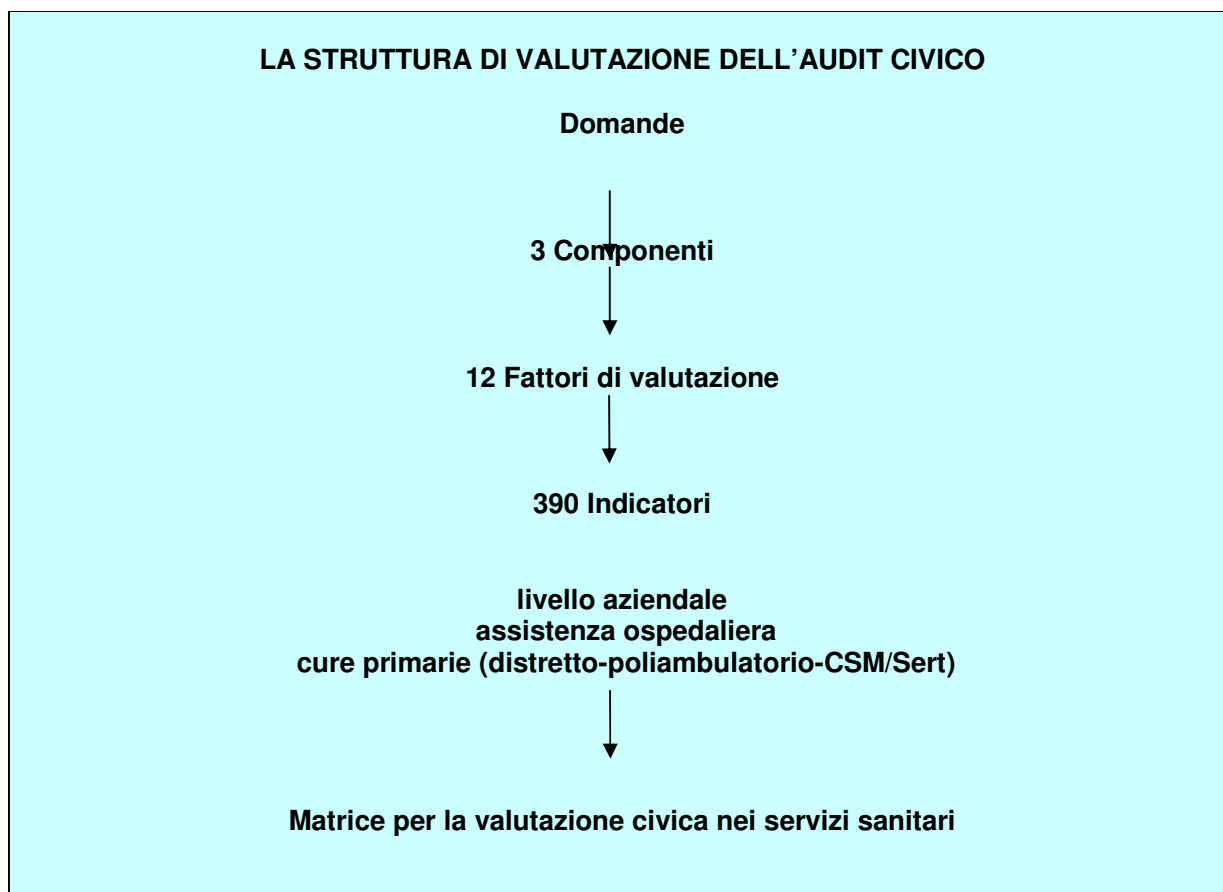 LA STRUTTURA DI VALUTAZIONE DELL’AUDIT CIVICO
Domande
3 Componenti
12 Fattori di valutazione
390 Indicatori
livello aziendale
assistenza ospedaliera
cure primarie (distretto-poliambulatorio-CSM/Sert)
Matrice per la valutazione civica nei servizi sanitari